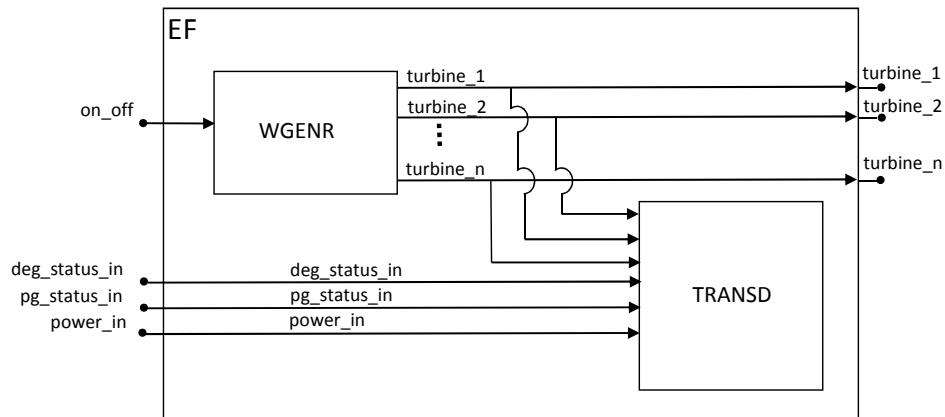 EF
turbine_1
turbine_1
on_off
WGENR
turbine_2
turbine_2
turbine_n
turbine_n
deg_status_in
deg_status_in
pg_status_in
pg_status_in
TRANSD
power_in
power_in